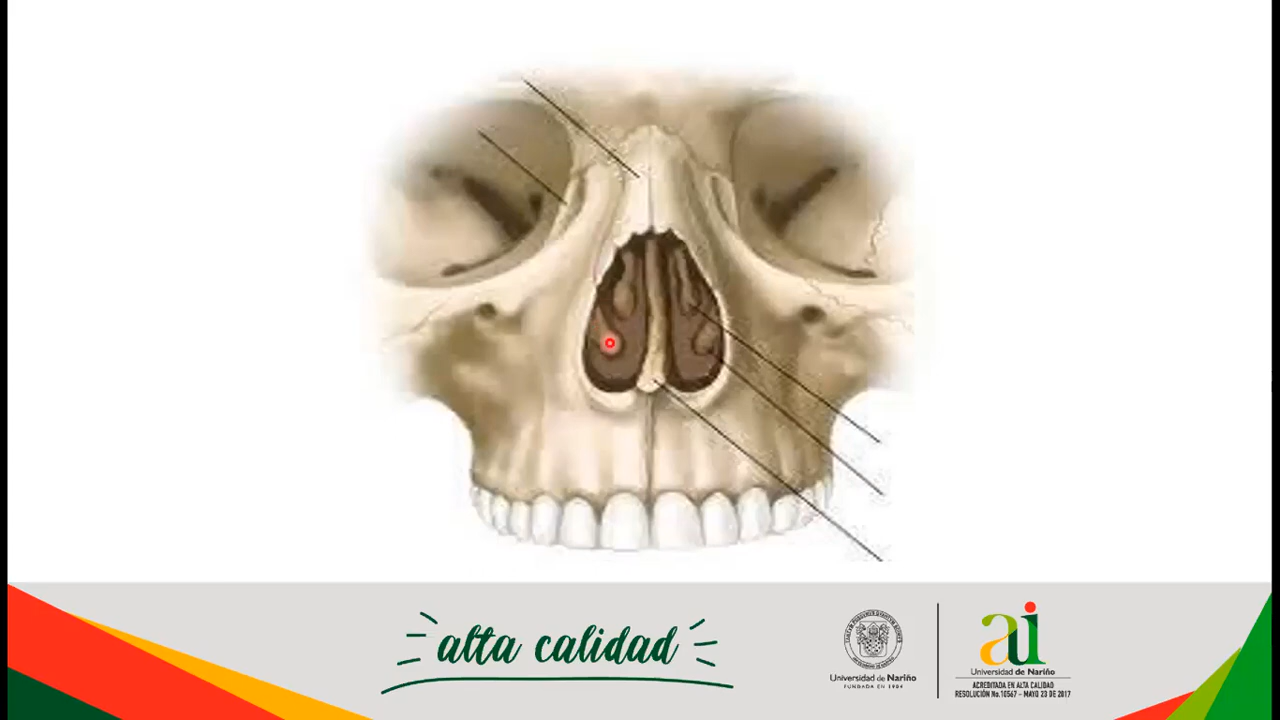 alta calidad
Universidad de Nariño
FUNDADA EN 1904
Universidad de Nariño
ACREDITADA EN ALTA CALIDAD
RESOLUCIÓN No.10567 – MAYO 23 DE 2017